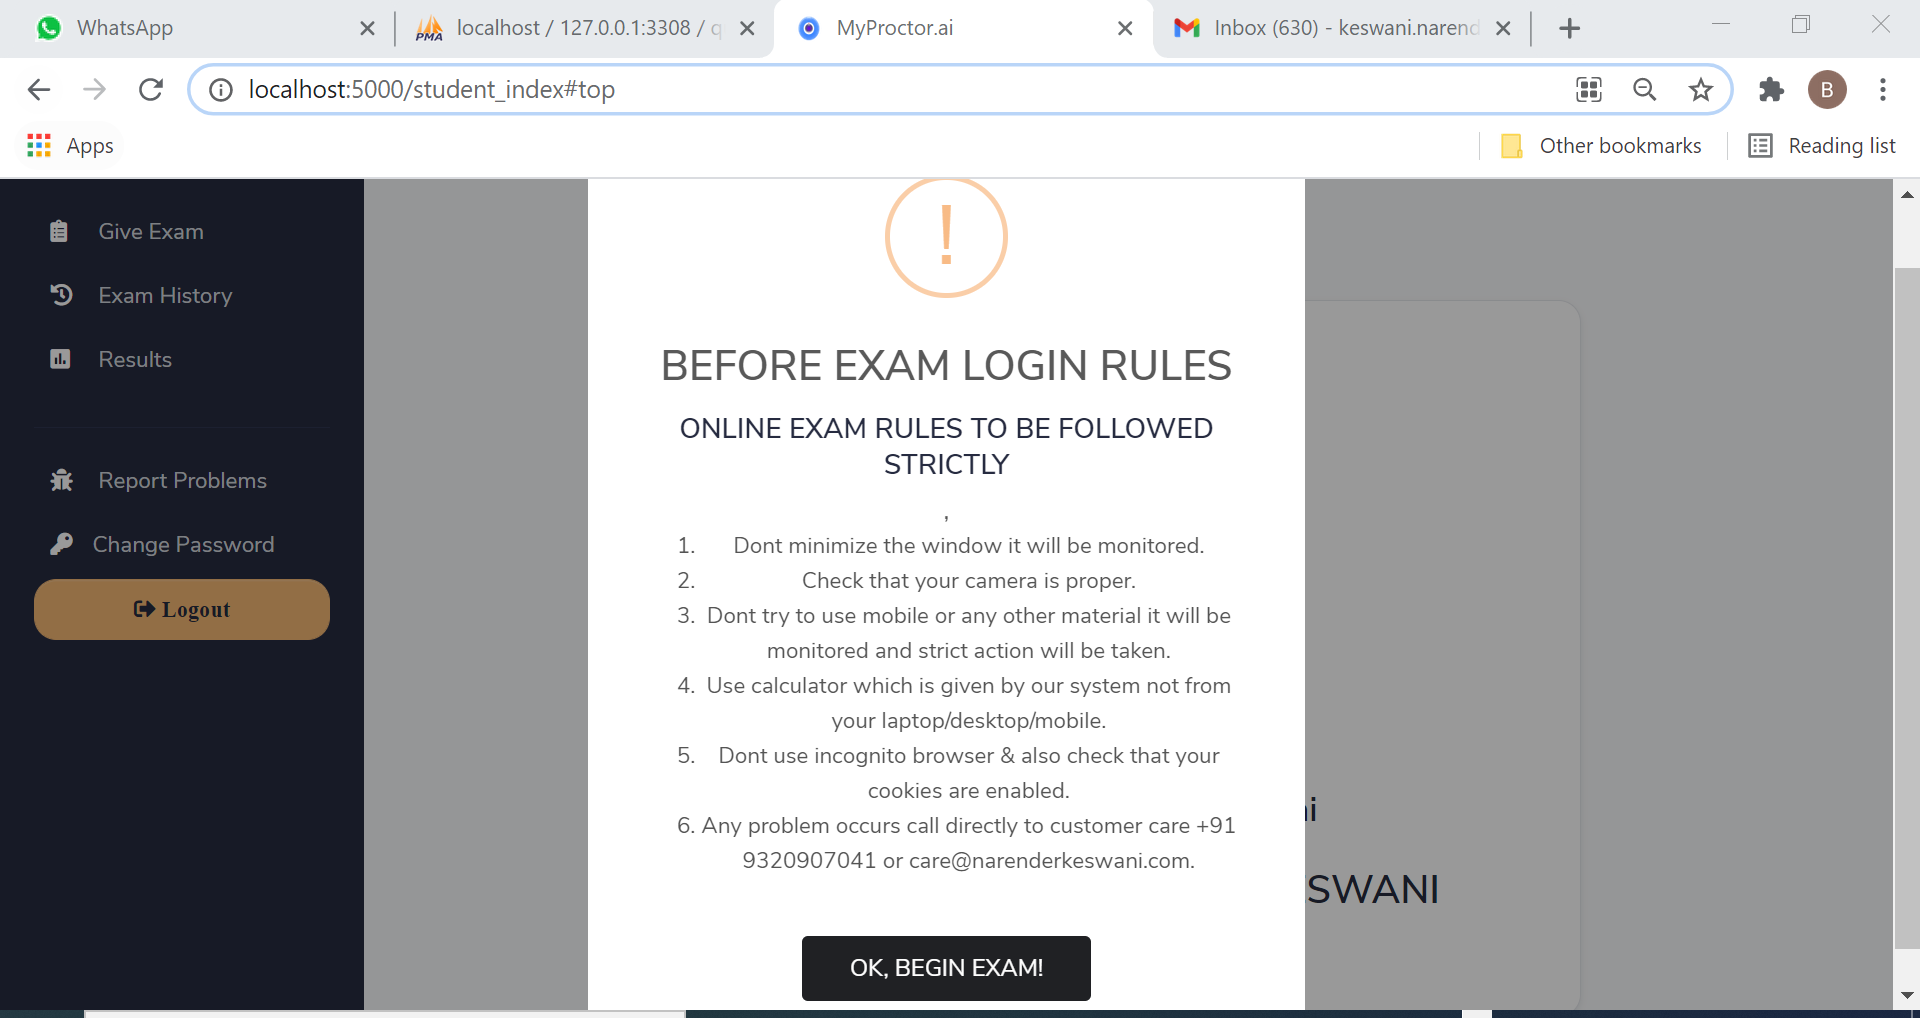 WhatsApp
localhost / 127.0.0.1:3308 / q
MyProctor.ai
Inbox (630) - keswani.narend
localhost:5000/student_index#top
B
Apps
Other bookmarks
Reading list
Give Exam
Exam History
Results
Report Problems
Change Password
Logout
!
BEFORE EXAM LOGIN RULES
ONLINE EXAM RULES TO BE FOLLOWED
STRICTLY
,
1. Dont minimize the window it will be monitored.
2. Check that your camera is proper.
3. Dont try to use mobile or any other material it will be
monitored and strict action will be taken.
4. Use calculator which is given by our system not from
your laptop/desktop/mobile.
5. Dont use incognito browser & also check that your
cookies are enabled.
6. Any problem occurs call directly to customer care +91
9320907041 or care@narenderkeswani.com.
OK, BEGIN EXAM!
SWANI